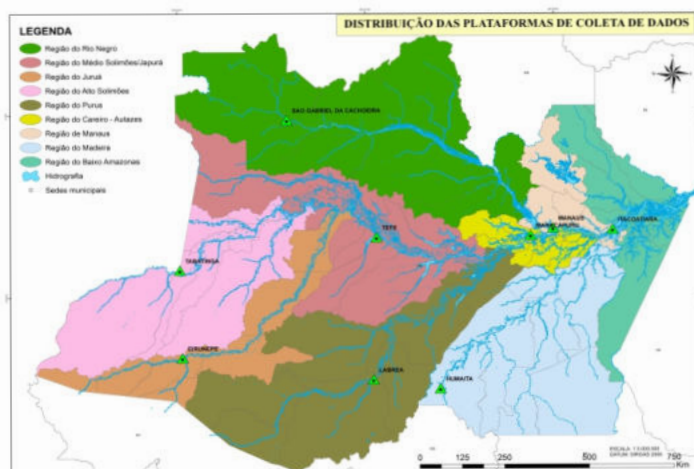 DISTRIBUIÇÃO DAS PLATAFORMAS DE COLETA DE DADOS
LEGENDA
Região do Rio Negro
Região do Médio Solimões/Japurá
Região do Juruá
Região do Alto Solimões
Região do Purus
Região do Careiro - Autazes
Região de Manaus
Região do Madeira
Região do Baixo Amazonas
Hidrografia
Sedes municipais
SAO GABRIEL DA CACHOEIRA
MANAUS
ITACOATIARA
TEFE
TABATINGA
EIRUNEPE
LABREA
HUMAITA
0 125 250 500 750
Km